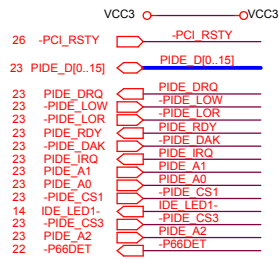 VCC3 VCC3
26 -PCI_RSTY -PCI_RSTY
23 PIDE_D[0..15] PIDE_D[0..15]
23 PIDE_DRQ PIDE_DRQ
23 -PIDE_LOW -PIDE_LOW
23 -PIDE_LOR -PIDE_LOR
23 PIDE_RDY PIDE_RDY
23 -PIDE_DAK -PIDE_DAK
23 PIDE_IRQ PIDE_IRQ
23 PIDE_A1 PIDE_A1
23 PIDE_A0 PIDE_A0
23 -PIDE_CS1 -PIDE_CS1
14 IDE_LED1- IDE_LED1-
23 -PIDE_CS3 -PIDE_CS3
23 PIDE_A2 PIDE_A2
22 -P66DET -P66DET